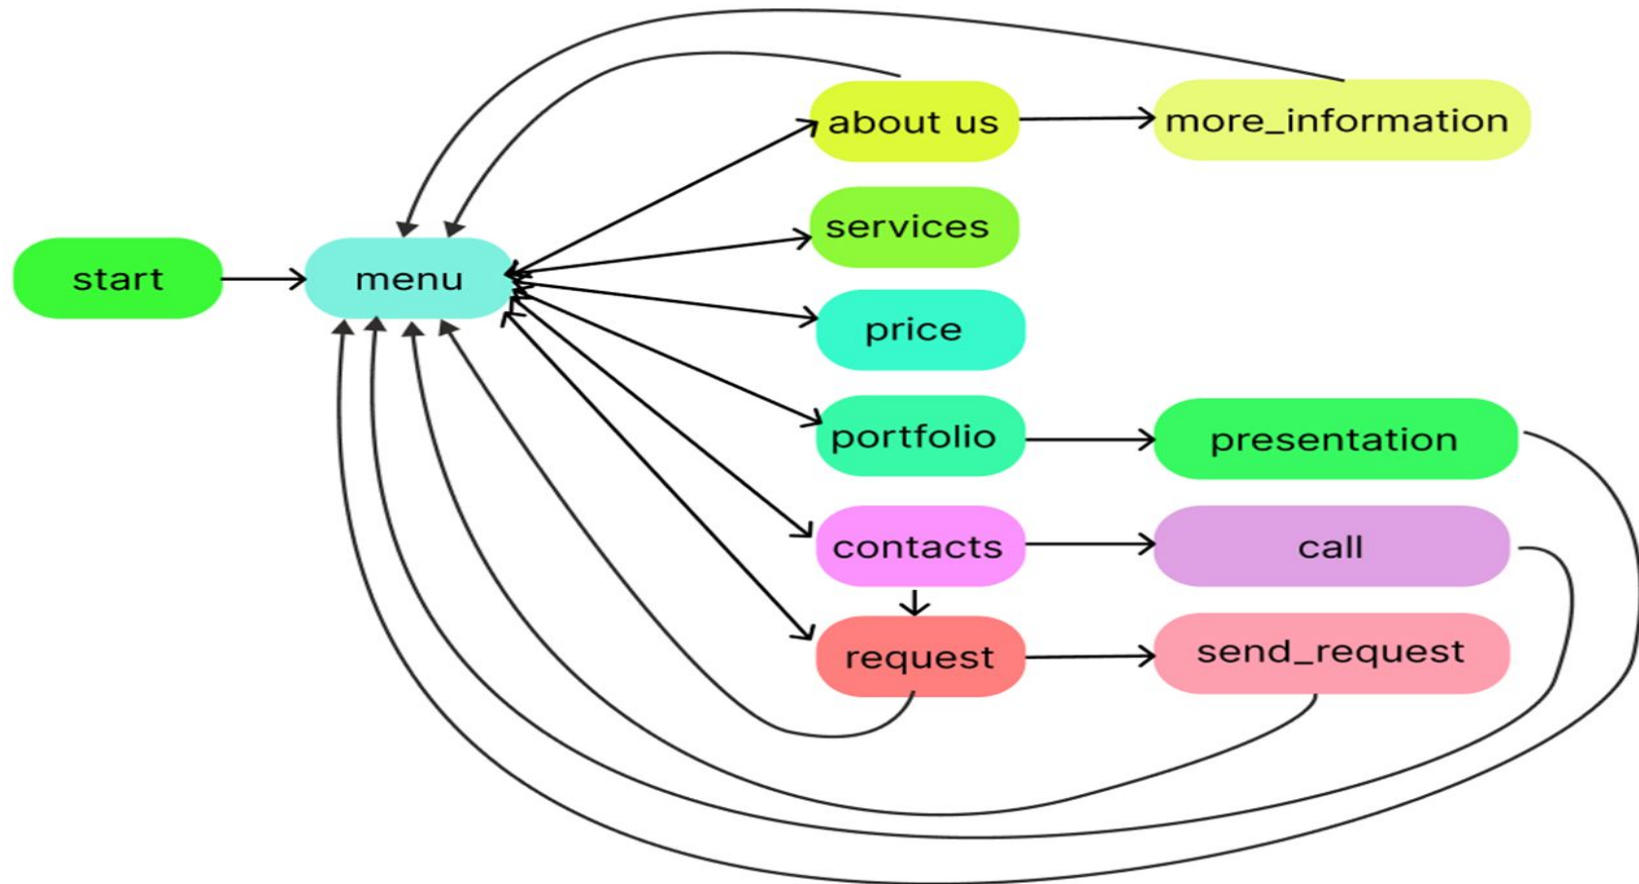 about us
more_information
services
start
menu
price
portfolio
presentation
contacts
call
request
send_request